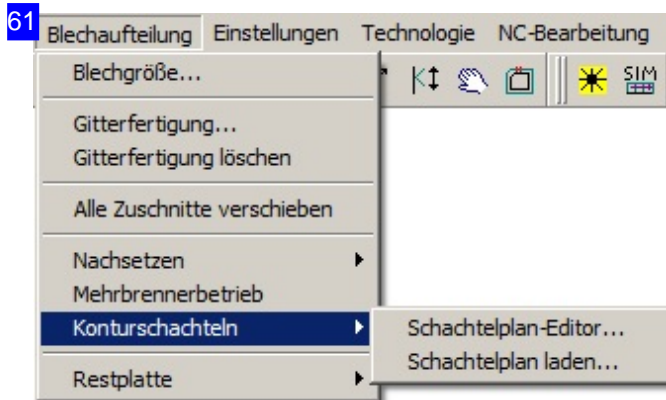 61
Blechaufteilung Einstellungen Technologie NC-Bearbeitung
Blechgröße...
SIM
Gitterfertigung...
Gitterfertigung löschen
Alle Zuschnitte verschieben
Nachsetzen
Mehrbrennerbetrieb
Konturschachteln
Schachtelplan-Editor...
Schachtelplan laden...
Restplatte